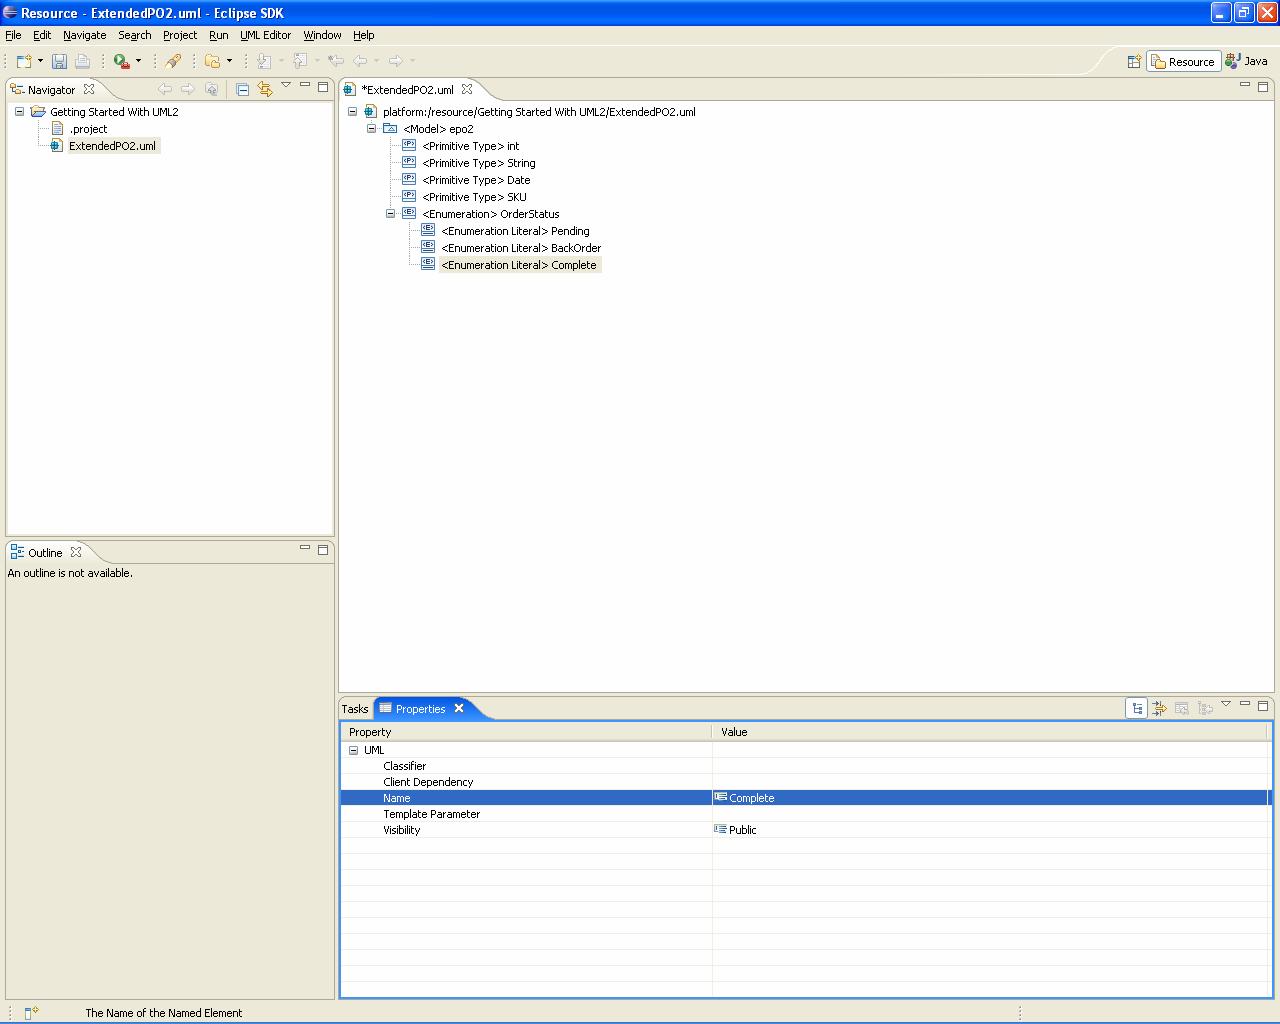 Resource - ExtendedPO2.uml - Eclipse SDK
File Edit Navigate Search Project Run UML Editor Window Help
Resource Java
Navigator
Getting Started With UML2
.project
ExtendedPO2.uml
*ExtendedPO2.uml
platform:/resource/Getting Started With UML2/ExtendedPO2.uml
<Model> epo2
<Primitive Type> int
<Primitive Type> String
<Primitive Type> Date
<Primitive Type> SKU
<Enumeration> OrderStatus
<Enumeration Literal> Pending
<Enumeration Literal> BackOrder
<Enumeration Literal> Complete
Outline
An outline is not available.
Tasks Properties
Property Value
UML
Classifier
Client Dependency
Name Complete
Template Parameter
Visibility Public
The Name of the Named Element